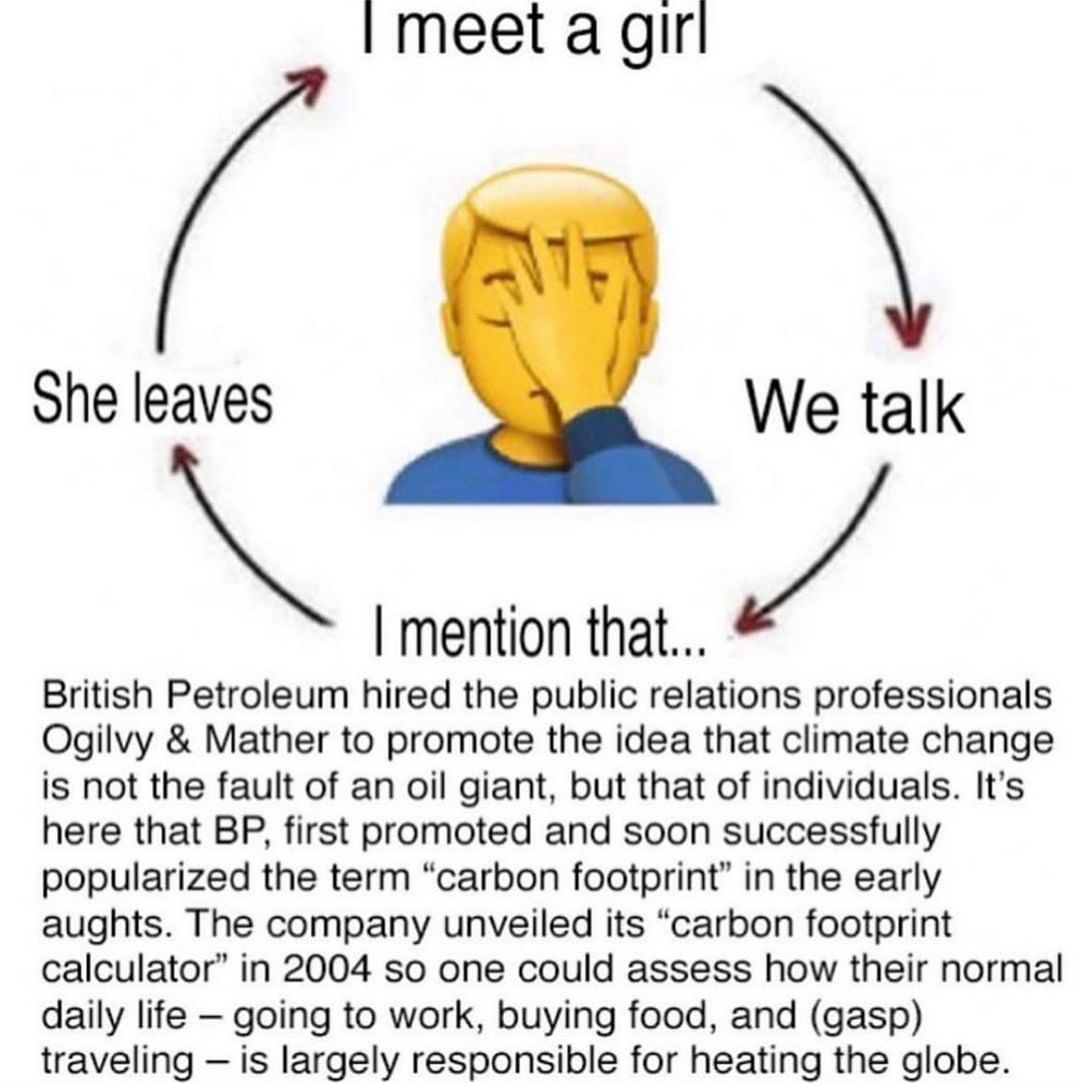 I meet a girl
We talk
I mention that...
She leaves
British Petroleum hired the public relations professionals
Ogilvy & Mather to promote the idea that climate change
is not the fault of an oil giant, but that of individuals. It’s
here that BP, first promoted and soon successfully
popularized the term “carbon footprint” in the early
aughts. The company unveiled its “carbon footprint
calculator” in 2004 so one could assess how their normal
daily life – going to work, buying food, and (gasp)
traveling – is largely responsible for heating the globe.